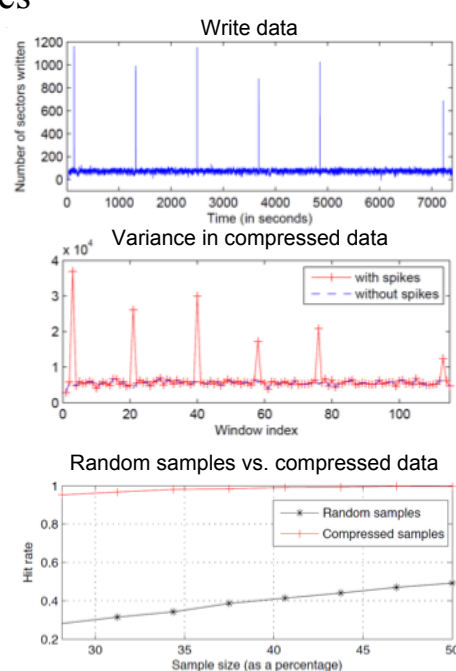 es
Write data
1200
1000
800
600
400
200
0
Number of sectors written
0 1000 2000 3000 4000 5000 6000 7000
Time (in seconds)
Variance in compressed data
x 10^4
4
3
2
1
0
with spikes
without spikes
0 20 40 60 80 100
Window index
Random samples vs. compressed data
1
0.8
0.6
0.4
0.2
Hit rate
Random samples
Compressed samples
30 35 40 45 50
Sample size (as a percentage)